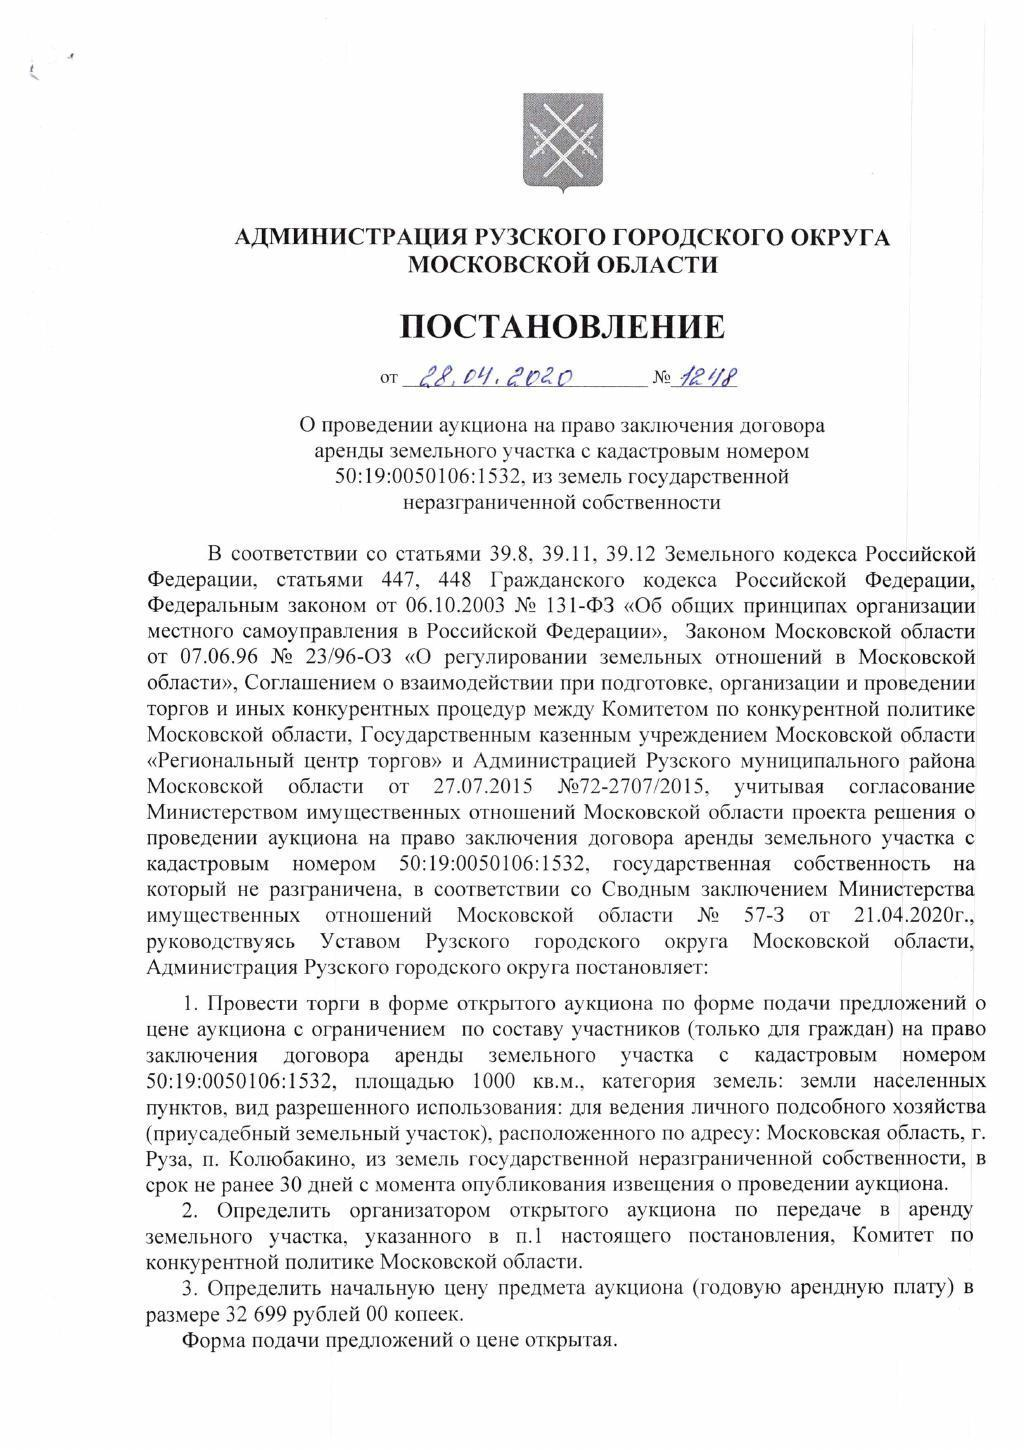 АДМИНИСТРАЦИЯ РУЗСКОГО ГОРОДСКОГО ОКРУГА
МОСКОВСКОЙ ОБЛАСТИ
ПОСТАНОВЛЕНИЕ
от 28.04.2020 № 1248
О проведении аукциона на право заключения договора
аренды земельного участка с кадастровым номером
50:19:0050106:1532, из земель государственной
неразграниченной собственности
В соответствии со статьями 39.8, 39.11, 39.12 Земельного кодекса Российской
Федерации, статьями 447, 448 Гражданского кодекса Российской Федерации,
Федеральным законом от 06.10.2003 № 131-ФЗ «Об общих принципах организации
местного самоуправления в Российской Федерации», Законом Московской области
от 07.06.96 № 23/96-ОЗ «О регулировании земельных отношений в Московской
области», Соглашением о взаимодействии при подготовке, организации и проведении
торгов и иных конкурентных процедур между Комитетом по конкурентной политике
Московской области, Государственным казенным учреждением Московской области
«Региональный центр торгов» и Администрацией Рузского муниципального района
Московской области от 27.07.2015 №72-2707/2015, учитывая согласование
Министерством имущественных отношений Московской области проекта решения о
проведении аукциона на право заключения договора аренды земельного участка с
кадастровым номером 50:19:0050106:1532, государственная собственность на
который не разграничена, в соответствии со Сводным заключением Министерства
имущественных отношений Московской области № 57-З от 21.04.2020г.,
руководствуясь Уставом Рузского городского округа Московской области,
Администрация Рузского городского округа постановляет:
1. Провести торги в форме открытого аукциона по форме подачи предложений о
цене аукциона с ограничением по составу участников (только для граждан) на право
заключения договора аренды земельного участка с кадастровым номером
50:19:0050106:1532, площадью 1000 кв.м., категория земель: земли населенных
пунктов, вид разрешенного использования: для ведения личного подсобного хозяйства
(приусадебный земельный участок), расположенного по адресу: Московская область, г.
Руза, п. Колюбакино, из земель государственной неразграниченной собственности, в
срок не ранее 30 дней с момента опубликования извещения о проведении аукциона.
2. Определить организатором открытого аукциона по передаче в аренду
земельного участка, указанного в п.1 настоящего постановления, Комитет по
конкурентной политике Московской области.
3. Определить начальную цену предмета аукциона (годовую арендную плату) в
размере 32 699 рублей 00 копеек.
Форма подачи предложений о цене открытая.